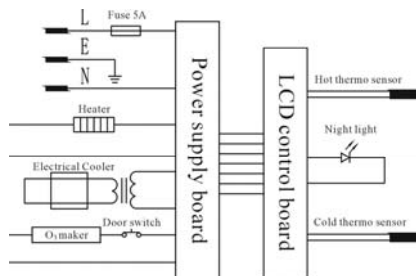 L
Fuse 5A
E
N
Heater
Electrical Cooler
Door switch
O₃maker
Power supply board
LCD control board
Hot thermo sensor
Night light
Cold thermo sensor